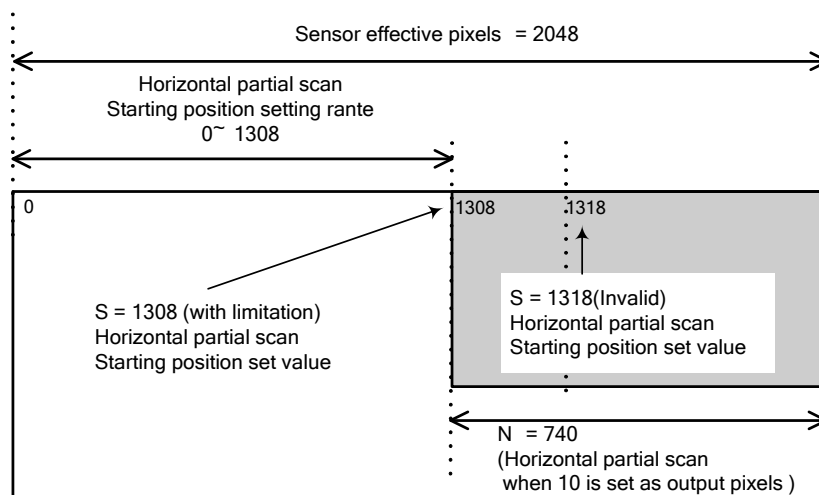 Sensor effective pixels = 2048
Horizontal partial scan
Starting position setting rante
0~ 1308
0
1308
1318
S = 1308 (with limitation)
Horizontal partial scan
Starting position set value
S = 1318(Invalid)
Horizontal partial scan
Starting position set value
N = 740
(Horizontal partial scan
when 10 is set as output pixels )